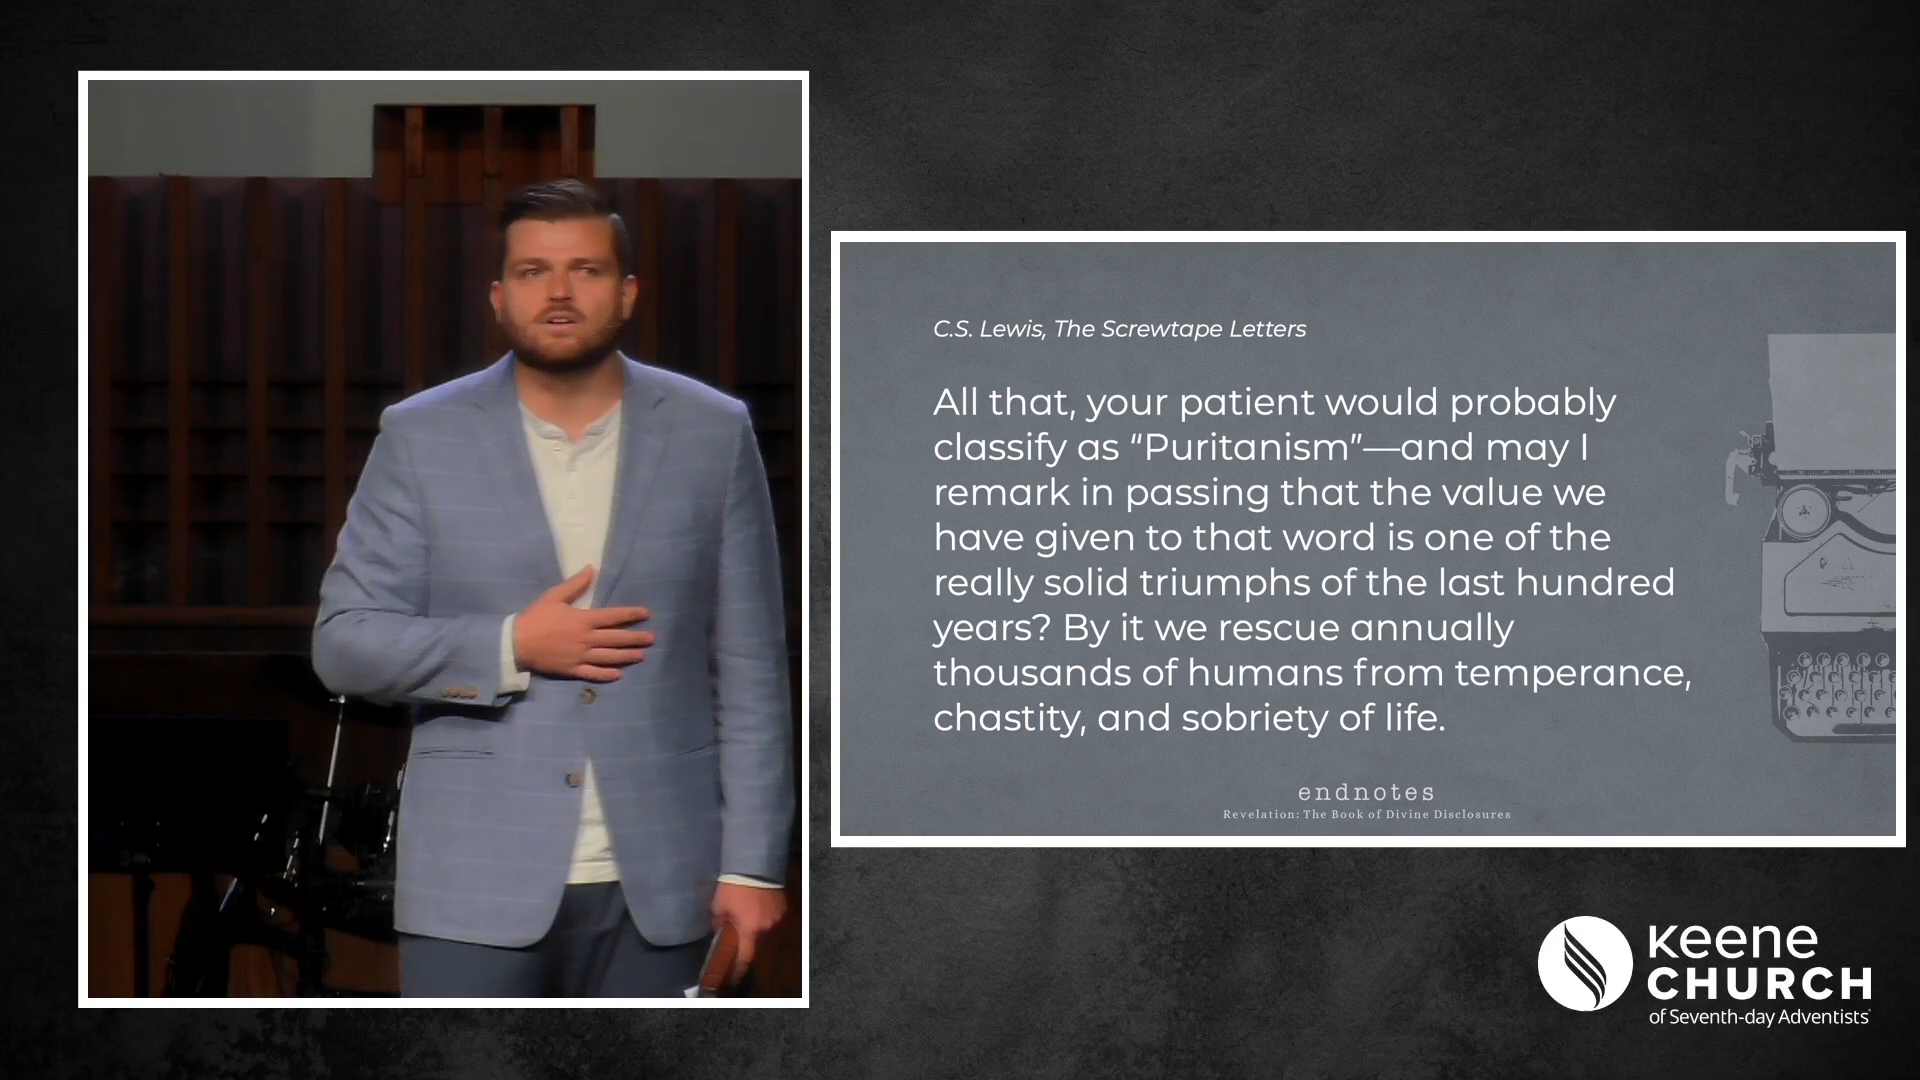 C.S. Lewis, The Screwtape Letters
All that, your patient would probably
classify as “Puritanism”—and may I
remark in passing that the value we
have given to that word is one of the
really solid triumphs of the last hundred
years? By it we rescue annually
thousands of humans from temperance,
chastity, and sobriety of life.
endnotes
Revelation: The Book of Divine Disclosures
Keene
CHURCH
of Seventh-day Adventists